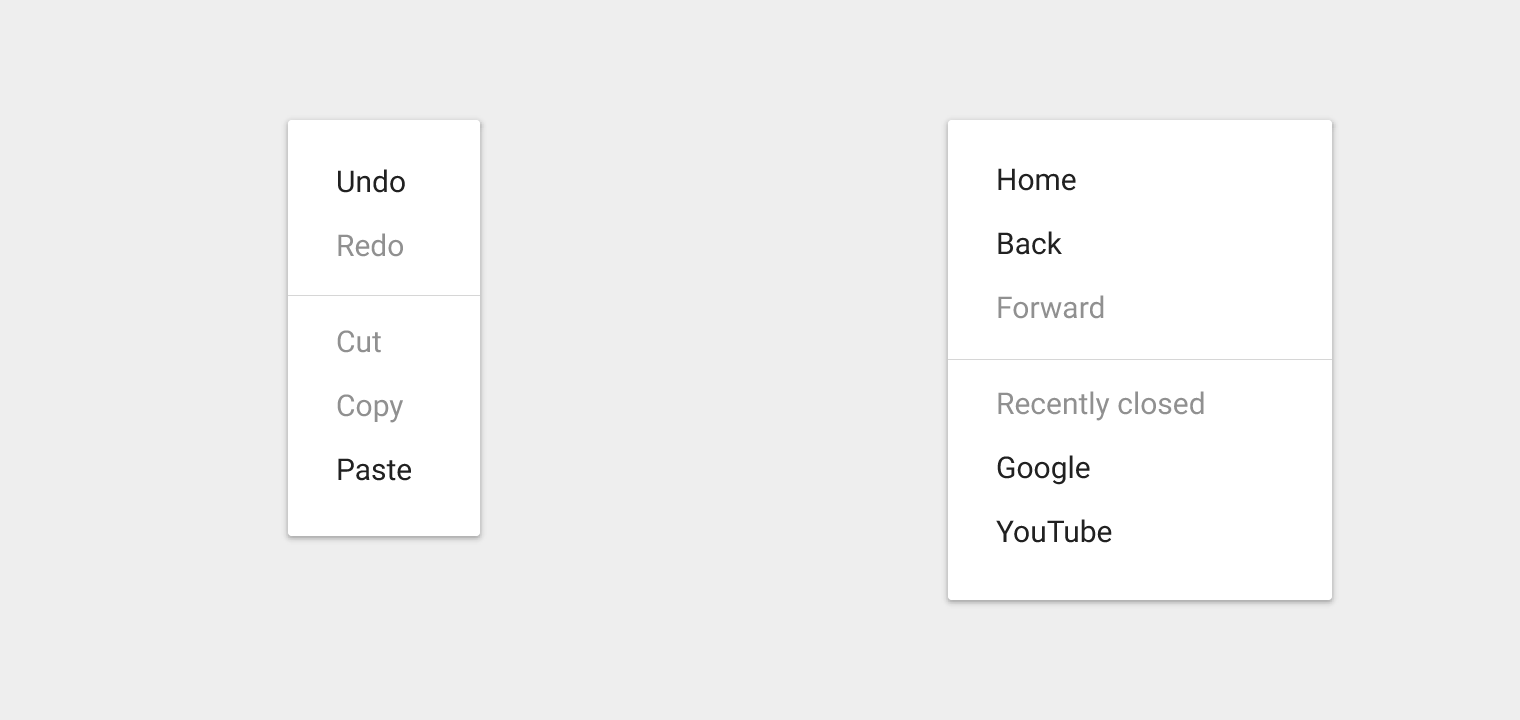 Undo
Redo
Cut
Copy
Paste
Home
Back
Forward
Recently closed
Google
YouTube